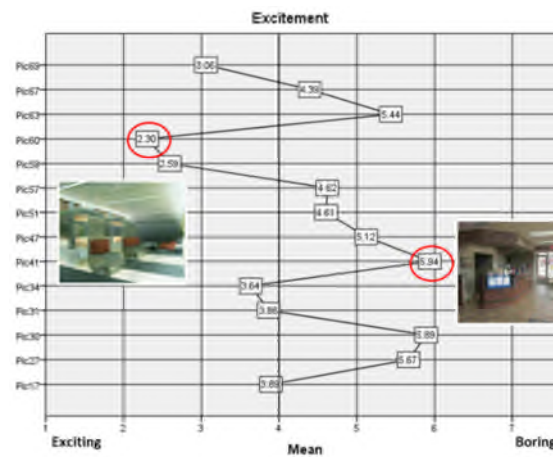 Excitement
Pic69 3.06
Pic67 4.39
Pic63 5.44
Pic60 2.30
Pic59 2.59
Pic57 4.62
Pic51 4.61
Pic47 5.12
Pic41 5.94
Pic34 3.64
Pic31 3.86
Pic30 5.89
Pic27 5.67
Pic17 3.89
1 2 3 4 5 6 7
Exciting Mean Boring